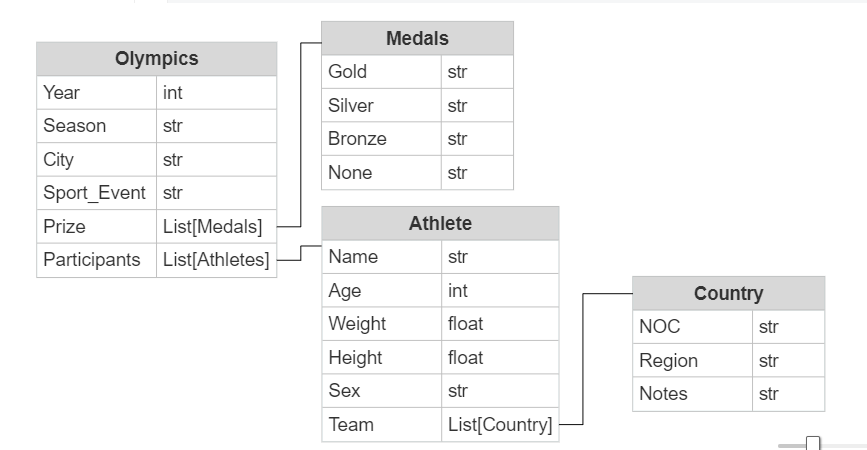 Olympics
Year int
Season str
City str
Sport_Event str
Prize List[Medals]
Participants List[Athletes]
Medals
Gold str
Silver str
Bronze str
None str
Athlete
Name str
Age int
Weight float
Height float
Sex str
Team List[Country]
Country
NOC str
Region str
Notes str